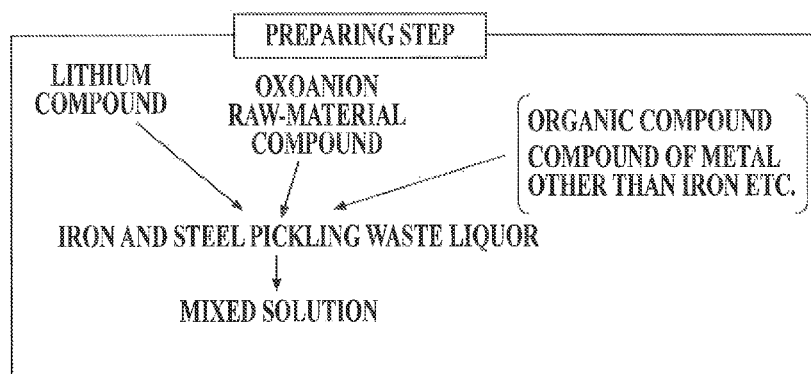 PREPARING STEP
LITHIUM
COMPOUND
OXOANION
RAW-MATERIAL
COMPOUND
ORGANIC COMPOUND
COMPOUND OF METAL
OTHER THAN IRON ETC.
IRON AND STEEL PICKLING WASTE LIQUOR
MIXED SOLUTION